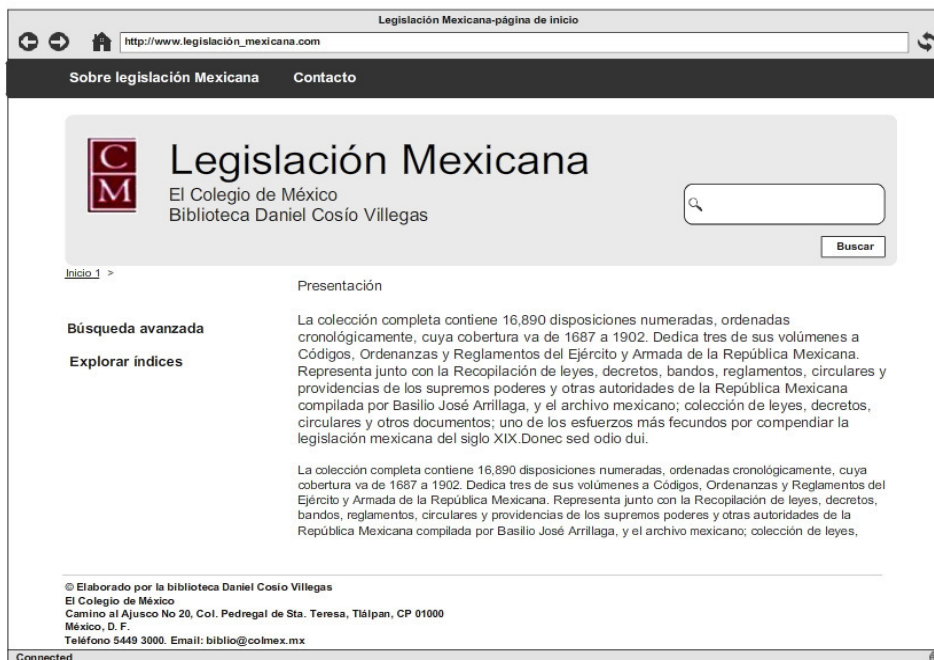 Legislación Mexicana-página de inicio
http://www.legislación_mexicana.com
Sobre legislación Mexicana Contacto
C
M
Legislación Mexicana
El Colegio de México
Biblioteca Daniel Cosío Villegas
Buscar
Inicio 1 >
Búsqueda avanzada
Explorar índices
Presentación
La colección completa contiene 16,890 disposiciones numeradas, ordenadas
cronológicamente, cuya cobertura va de 1687 a 1902. Dedica tres de sus volúmenes a
Códigos, Ordenanzas y Reglamentos del Ejército y Armada de la República Mexicana.
Representa junto con la Recopilación de leyes, decretos, bandos, reglamentos, circulares y
providencias de los supremos poderes y otras autoridades de la República Mexicana
compilada por Basilio José Arrillaga, y el archivo mexicano; colección de leyes, decretos,
circulares y otros documentos; uno de los esfuerzos más fecundos por compendiar la
legislación mexicana del siglo XIX.Donec sed odio dui.
La colección completa contiene 16,890 disposiciones numeradas, ordenadas cronológicamente, cuya
cobertura va de 1687 a 1902. Dedica tres de sus volúmenes a Códigos, Ordenanzas y Reglamentos del
Ejército y Armada de la República Mexicana. Representa junto con la Recopilación de leyes, decretos,
bandos, reglamentos, circulares y providencias de los supremos poderes y otras autoridades de la
República Mexicana compilada por Basilio José Arrillaga, y el archivo mexicano; colección de leyes,
© Elaborado por la biblioteca Daniel Cosío Villegas
El Colegio de México
Camino al Ajusco No 20, Col. Pedregal de Sta. Teresa, Tlálpan, CP 01000
México, D. F.
Teléfono 5449 3000. Email: biblio@colmex.mx
Connected